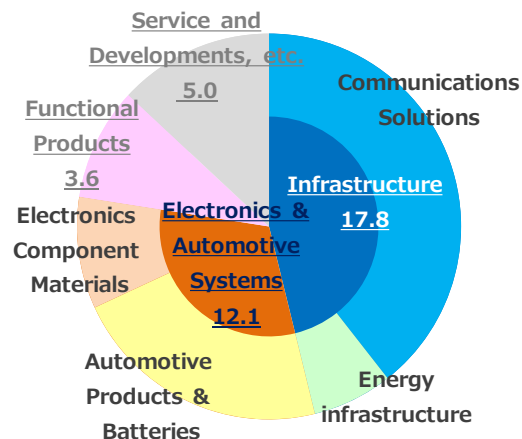 Service and
Developments, etc.
5.0
Communications
Solutions
Functional
Products
3.6
Infrastructure
17.8
Electronics
Component
Materials
Electronics &
Automotive
Systems
12.1
Automotive
Products &
Batteries
Energy
infrastructure